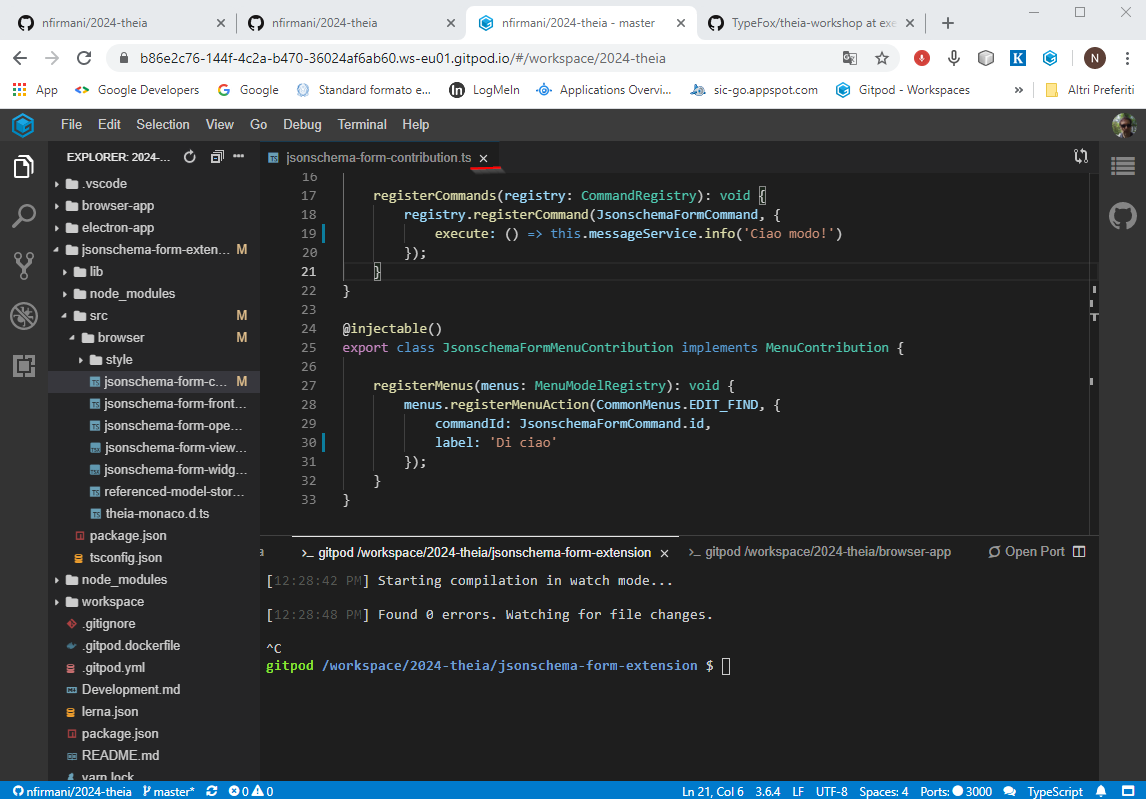 nfirmani/2024-theia
nfirmani/2024-theia
nfirmani/2024-theia - master
TypeFox/theia-workshop at exe
b86e2c76-144f-4c2a-b470-36024af6ab60.ws-eu01.gitpod.io/#/workspace/2024-theia
K
N
App
Google Developers
Google
Standard formato e...
LogMeIn
Applications Overvi...
sic-go.appspot.com
Gitpod - Workspaces
»
Altri Preferiti
File Edit Selection View Go Debug Terminal Help
EXPLORER: 2024-...
.vscode
browser-app
electron-app
jsonschema-form-exten... M
lib
node_modules
src M
browser M
style
jsonschema-form-c... M
jsonschema-form-front...
jsonschema-form-ope...
jsonschema-form-view...
jsonschema-form-widg...
referenced-model-stor...
theia-monaco.d.ts
package.json
tsconfig.json
node_modules
workspace
.gitignore
.gitpod.dockerfile
.gitpod.yml
Development.md
lerna.json
package.json
README.md
yarn.lock
jsonschema-form-contribution.ts
16
17 registerCommands(registry: CommandRegistry): void {
18 registry.registerCommand(JsonschemaFormCommand, {
19 execute: () => this.messageService.info('Ciao modo!')
20 });
21 }
22 }
23
24 @injectable()
25 export class JsonschemaFormMenuContribution implements MenuContribution {
26
27 registerMenus(menus: MenuModelRegistry): void {
28 menus.registerMenuAction(CommonMenus.EDIT_FIND, {
29 commandId: JsonschemaFormCommand.id,
30 label: 'Di ciao'
31 });
32 }
33 }
a
>_ gitpod /workspace/2024-theia/jsonschema-form-extension
>_ gitpod /workspace/2024-theia/browser-app
Open Port
[12:28:42 PM] Starting compilation in watch mode...
[12:28:48 PM] Found 0 errors. Watching for file changes.
^C
gitpod /workspace/2024-theia/jsonschema-form-extension $
nfirmani/2024-theia master* 0 0 Ln 21, Col 6 3.6.4 LF UTF-8 Spaces: 4 Ports: 3000 TypeScript